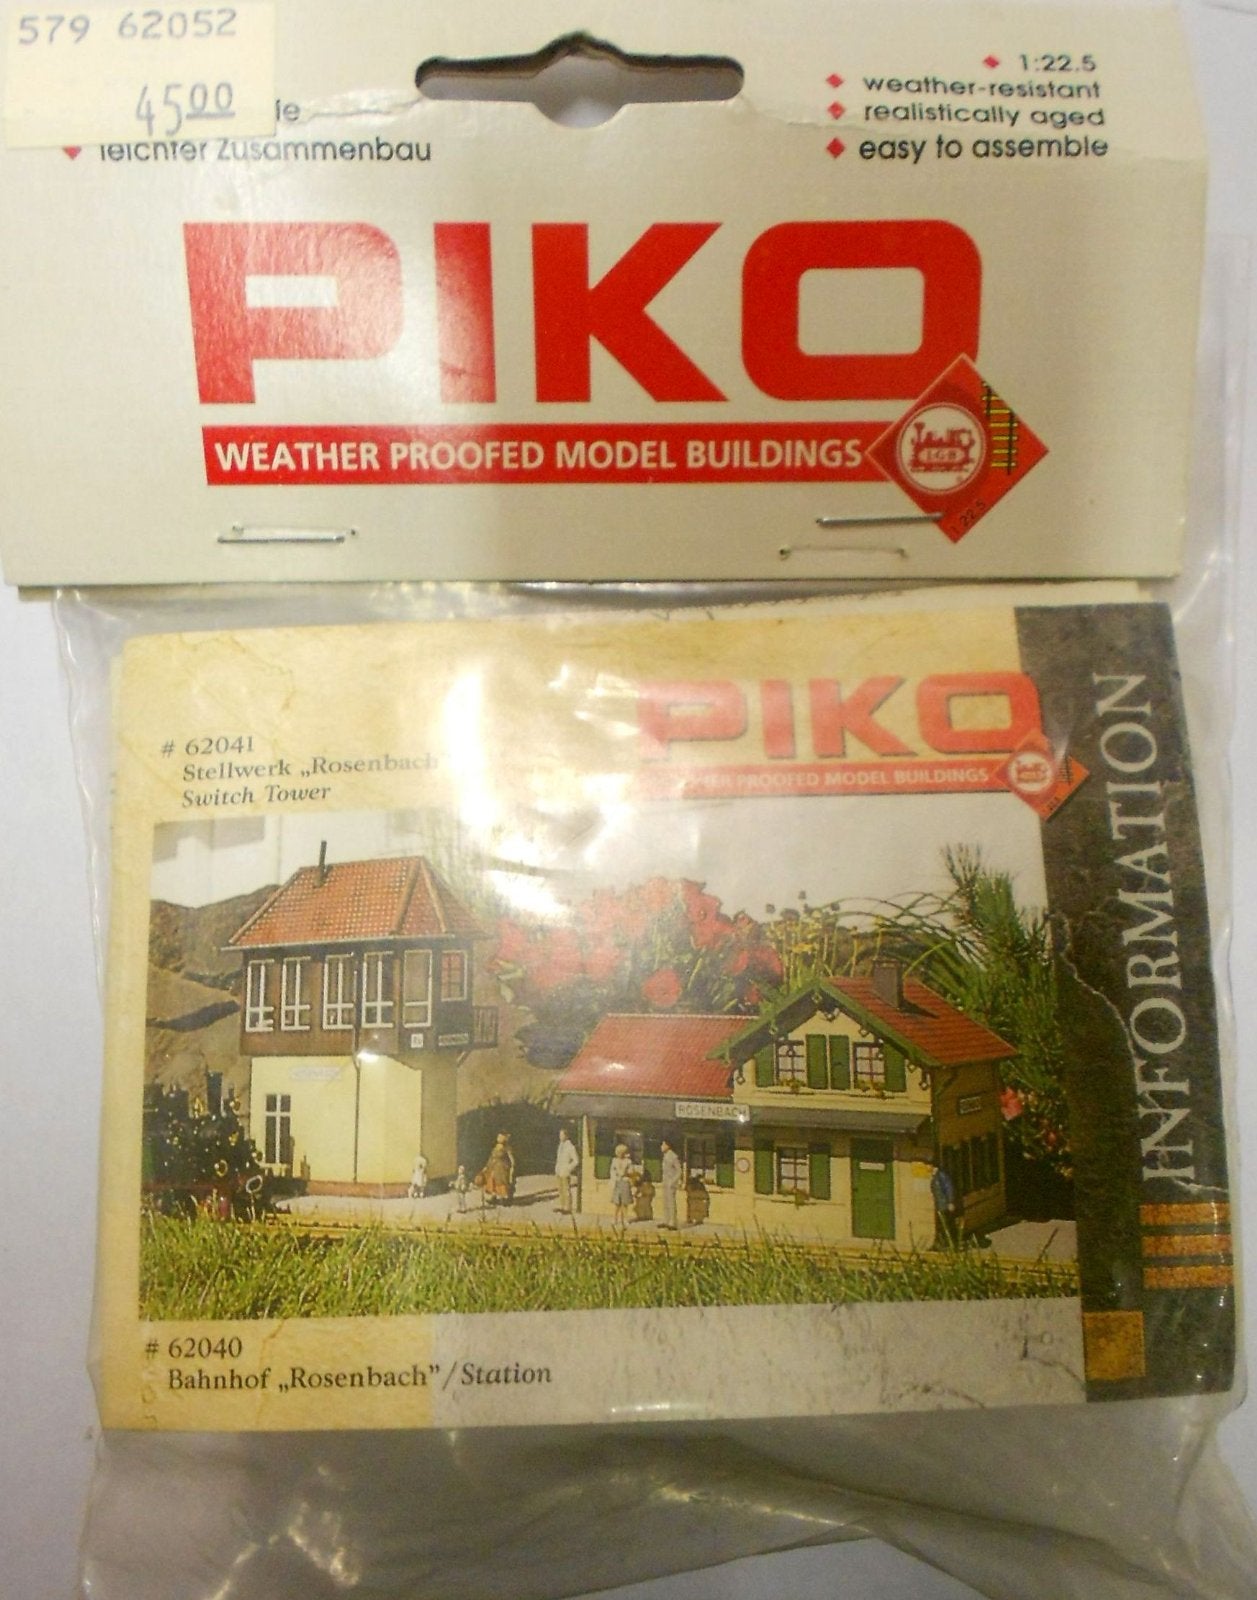 579 62052
45.00
leichter Zusammenbau
1:22.5
weather-resistant
realistically aged
easy to assemble
PIKO
WEATHER PROOFED MODEL BUILDINGS
LGB
1:22.5
# 62041
Stellwerk „Rosenbach
Switch Tower
PIKO
PROOFED MODEL BUILDINGS
INFORMATION
ROSENBACH
# 62040
Bahnhof „Rosenbach”/Station